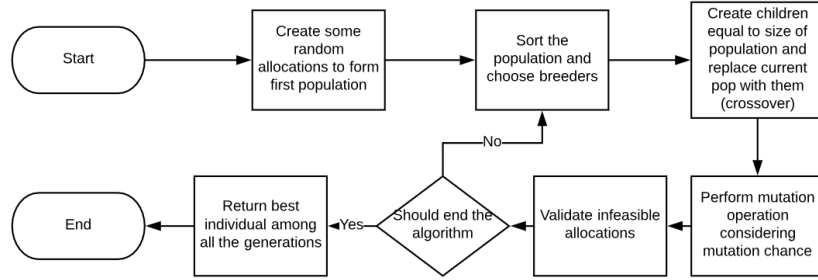 Start
Create some
random
allocations to form
first population
Sort the
population and
choose breeders
Create children
equal to size of
population and
replace current
pop with them
(crossover)
No
End
Return best
individual among
all the generations
Yes
Should end the
algorithm
Validate infeasible
allocations
Perform mutation
operation
considering
mutation chance